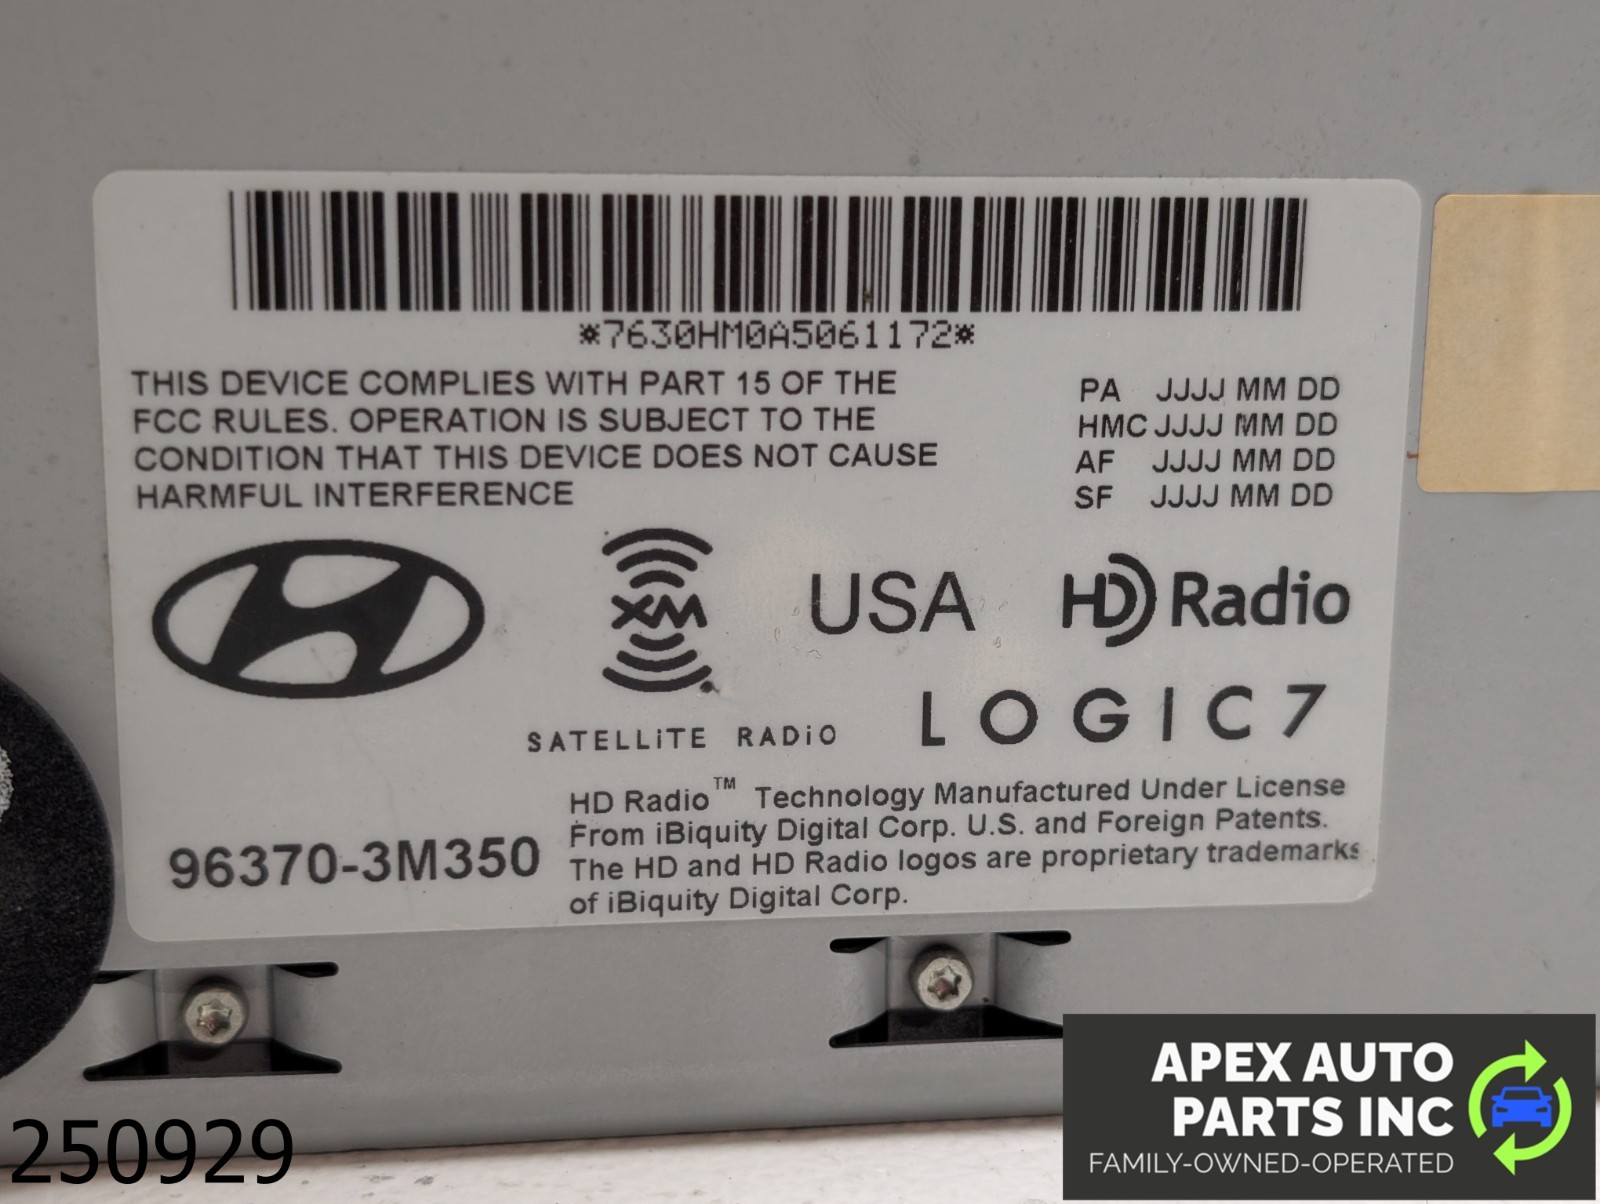 *7630HM0A5061172*
THIS DEVICE COMPLIES WITH PART 15 OF THE
FCC RULES. OPERATION IS SUBJECT TO THE
CONDITION THAT THIS DEVICE DOES NOT CAUSE
HARMFUL INTERFERENCE
PA JJJJ MM DD
HMC JJJJ MM DD
AF JJJJ MM DD
SF JJJJ MM DD
XM
SATELLiTE RADiO
USA
HD Radio
LOGIC7
96370-3M350
HD Radio™ Technology Manufactured Under License
From iBiquity Digital Corp. U.S. and Foreign Patents.
The HD and HD Radio logos are proprietary trademarks
of iBiquity Digital Corp.
250929
APEX AUTO
PARTS INC
FAMILY-OWNED-OPERATED